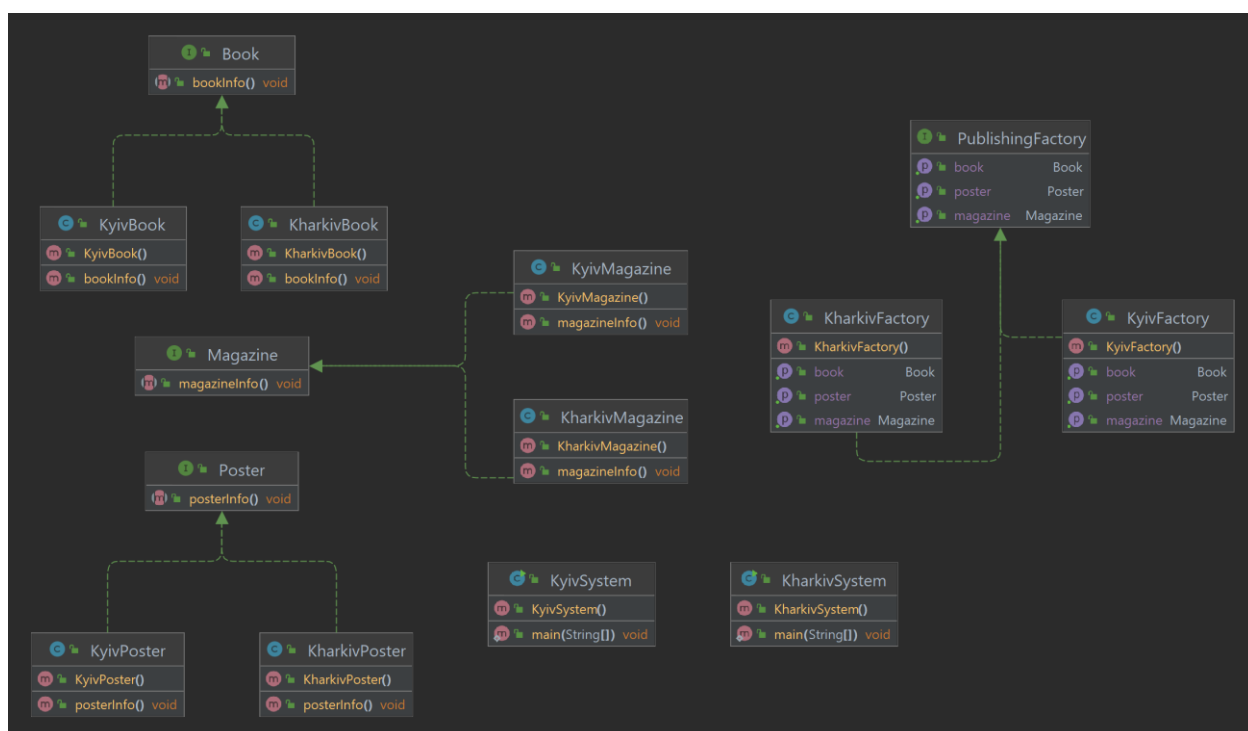 Book
bookInfo() void
KyivBook
KyivBook()
bookInfo() void
KharkivBook
KharkivBook()
bookInfo() void
Magazine
magazineInfo() void
KyivMagazine
KyivMagazine()
magazineInfo() void
KharkivMagazine
KharkivMagazine()
magazineInfo() void
Poster
posterInfo() void
KyivPoster
KyivPoster()
posterInfo() void
KharkivPoster
KharkivPoster()
posterInfo() void
KyivSystem
KyivSystem()
main(String[]) void
KharkivSystem
KharkivSystem()
main(String[]) void
PublishingFactory
book Book
poster Poster
magazine Magazine
KharkivFactory
KharkivFactory()
book Book
poster Poster
magazine Magazine
KyivFactory
KyivFactory()
book Book
poster Poster
magazine Magazine